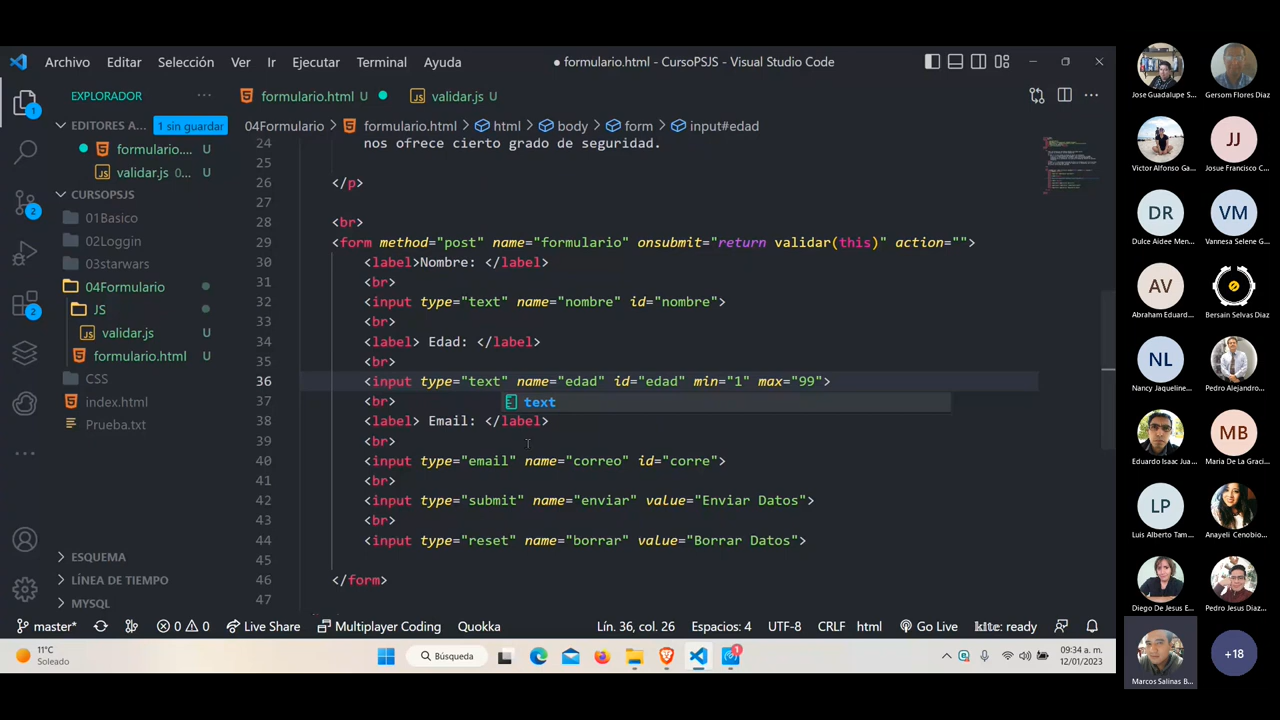 Archivo Editar Selección Ver Ir Ejecutar Terminal Ayuda
● formulario.html - CursoPSJS - Visual Studio Code
EXPLORADOR ...
formulario.html U ●
validar.js U
EDITORES A... 1 sin guardar
formulario.... U
validar.js 0... U
CURSOPSJS
01Basico
02Loggin
03starwars
04Formulario
JS
validar.js U
formulario.html U
CSS
index.html
Prueba.txt
ESQUEMA
LÍNEA DE TIEMPO
MYSQL
04Formulario > formulario.html > html > body > form > input#edad
24 nos ofrece cierto grado de seguridad.
25
26 </p>
27
28 <br>
29 <form method="post" name="formulario" onsubmit="return validar(this)" action="">
30 <label>Nombre: </label>
31 <br>
32 <input type="text" name="nombre" id="nombre">
33 <br>
34 <label> Edad: </label>
35 <br>
36 <input type="text" name="edad" id="edad" min="1" max="99">
37 <br>
text
38 <label> Email: </label>
39 <br>
40 <input type="email" name="correo" id="corre">
41 <br>
42 <input type="submit" name="enviar" value="Enviar Datos">
43 <br>
44 <input type="reset" name="borrar" value="Borrar Datos">
45
46 </form>
47
1
2
2
master* 0 0 Live Share Multiplayer Coding Quokka Lín. 36, col. 26 Espacios: 4 UTF-8 CRLF html Go Live kite: ready
11°C
Soleado
Búsqueda
1
09:34 a. m.
12/01/2023
Jose Guadalupe S... Gersom Flores Diaz
JJ
Victor Alfonso Ga... Josue Francisco C...
DR VM
Dulce Aidee Men... Vannesa Selene G...
AV
Abraham Eduard... Bersain Selvas Diaz
NL
Nancy Jaqueline... Pedro Alejandro...
MB
Eduardo Isaac Jua... Maria De La Graci...
LP
Luis Alberto Tam... Anayeli Cenobio...
Diego De Jesus E... Pedro Jesus Diaz...
+18
Marcos Salinas B...